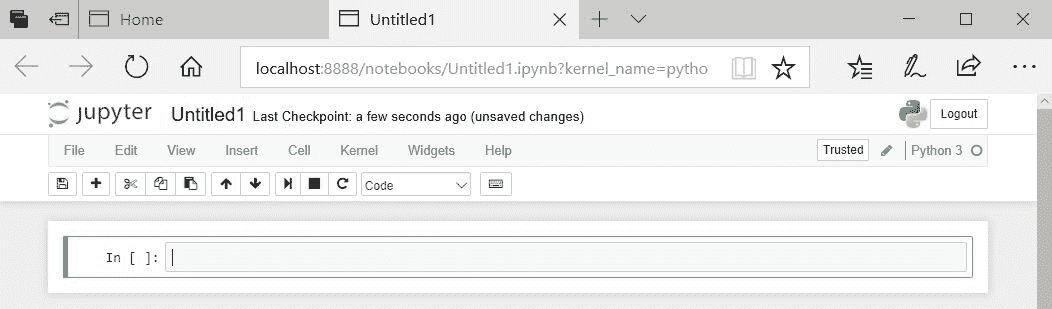 Home
Untitled1
localhost:8888/notebooks/Untitled1.ipynb?kernel_name=pytho
jupyter Untitled1 Last Checkpoint: a few seconds ago (unsaved changes)
Logout
File Edit View Insert Cell Kernel Widgets Help
Trusted
Python 3
Code
In [ ]: